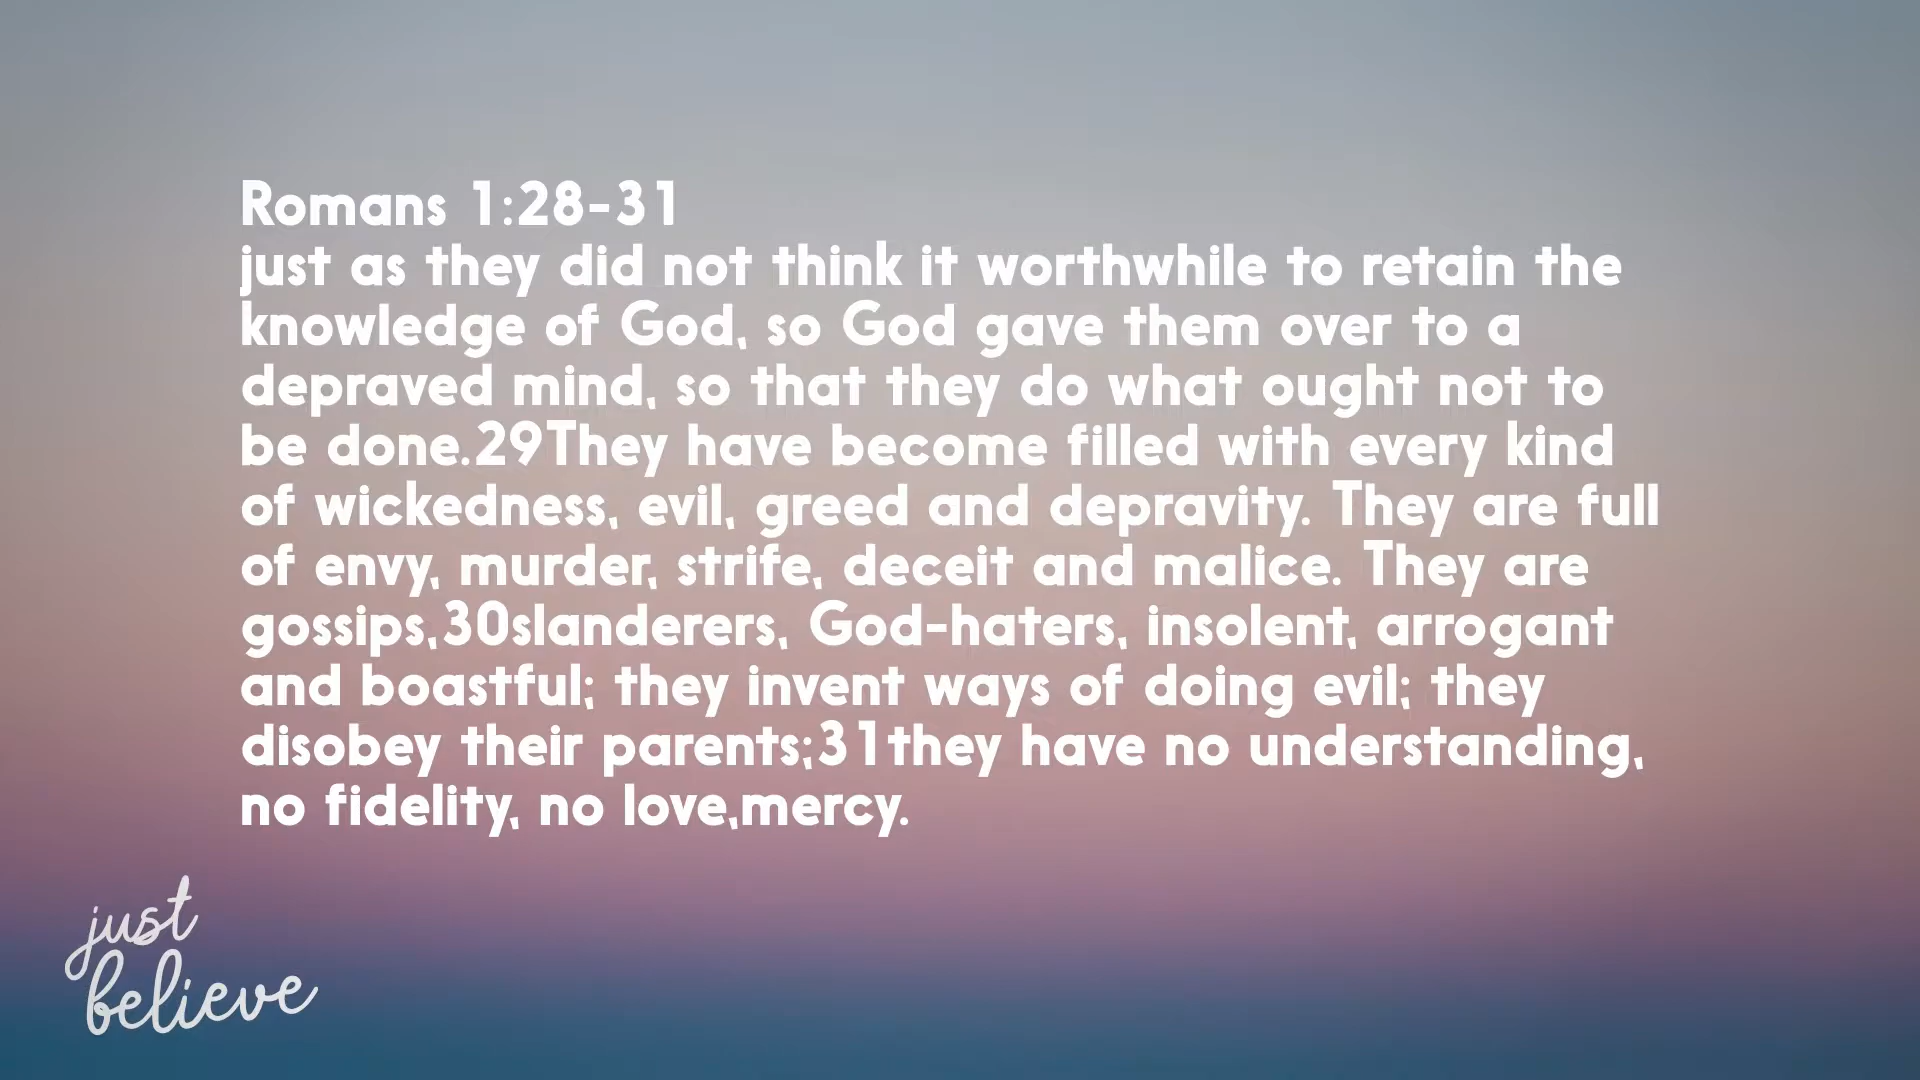 Romans 1:28-31
just as they did not think it worthwhile to retain the
knowledge of God, so God gave them over to a
depraved mind, so that they do what ought not to
be done.29They have become filled with every kind
of wickedness, evil, greed and depravity. They are full
of envy, murder, strife, deceit and malice. They are
gossips,30slanderers, God-haters, insolent, arrogant
and boastful; they invent ways of doing evil; they
disobey their parents;31they have no understanding,
no fidelity, no love,mercy.
just
believe